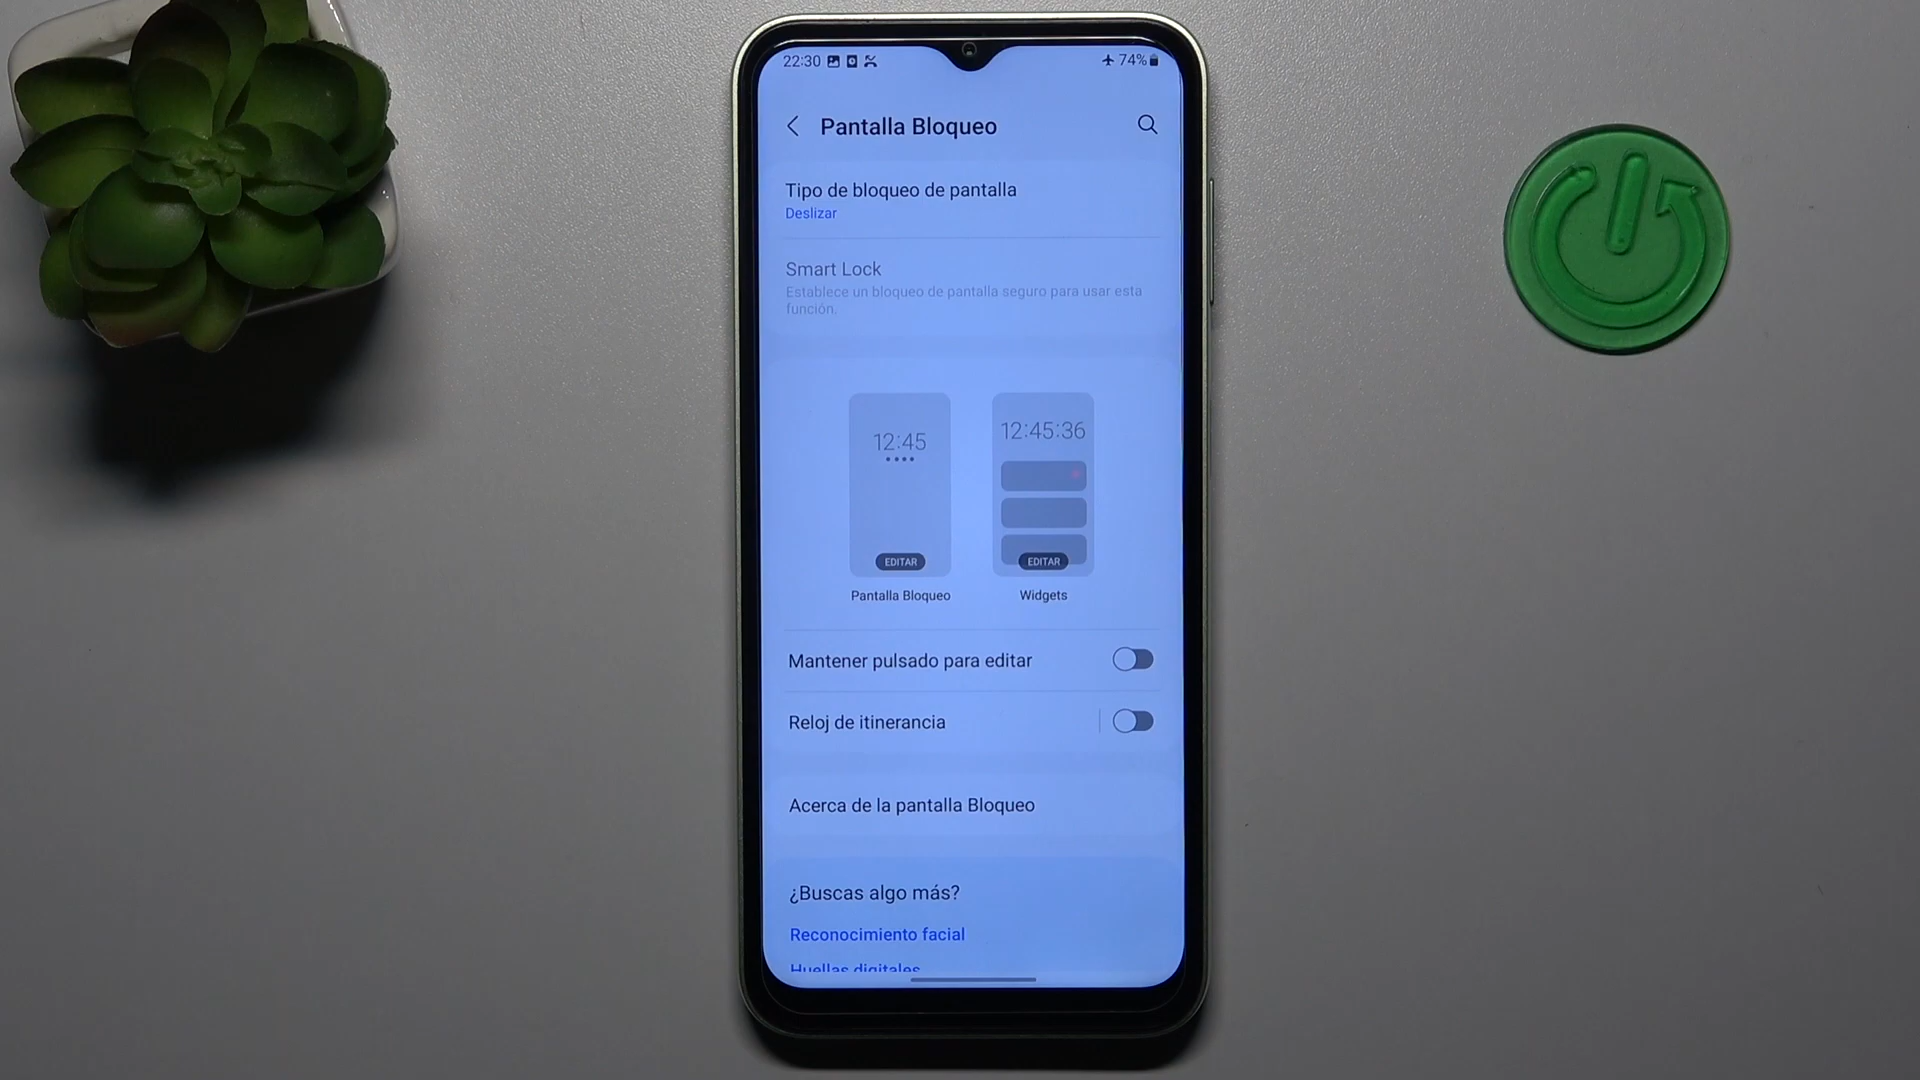 22:30 74%
Pantalla Bloqueo
Tipo de bloqueo de pantalla
Deslizar
Smart Lock
Establece un bloqueo de pantalla seguro para usar esta
función.
12:45
EDITAR
Pantalla Bloqueo
12:45:36
EDITAR
Widgets
Mantener pulsado para editar
Reloj de itinerancia
Acerca de la pantalla Bloqueo
¿Buscas algo más?
Reconocimiento facial
Huellas digitales